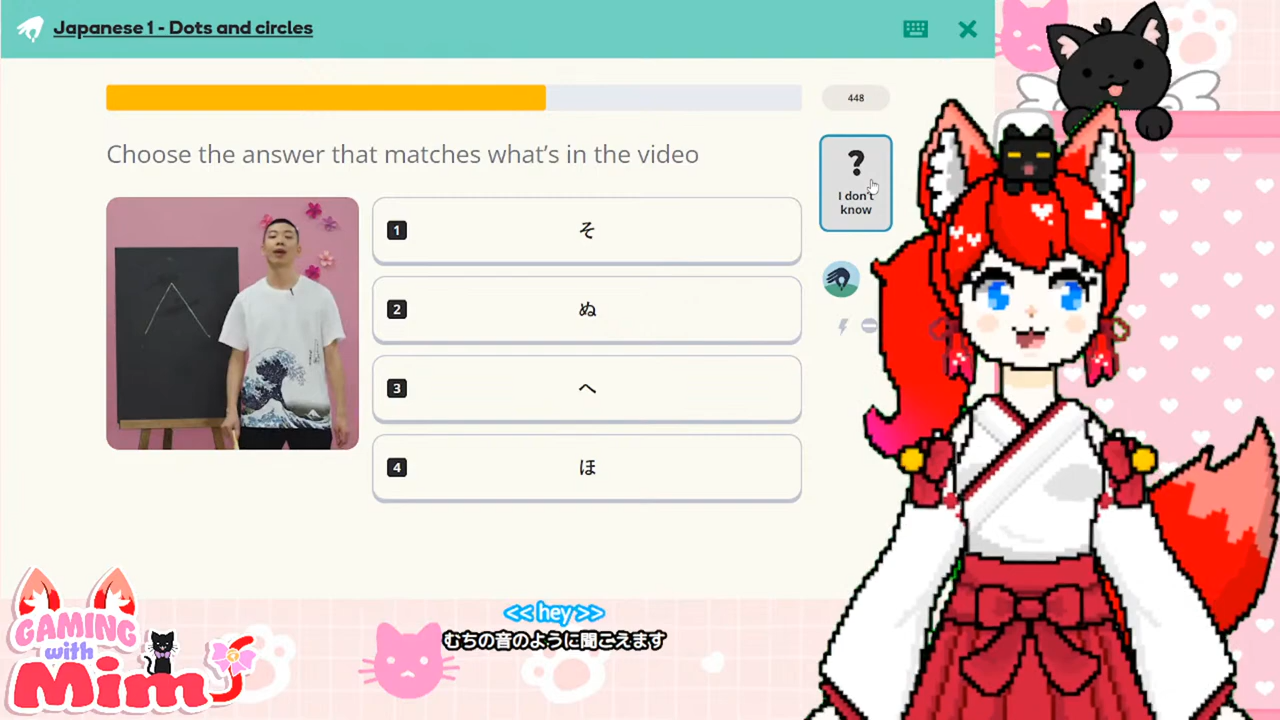 Japanese 1 - Dots and circles
448
Choose the answer that matches what's in the video
?
I don't
know
1 そ
2 ぬ
3 へ
4 ほ
<< hey >>
むちの音のように聞こえます
GAMING
with
Mim